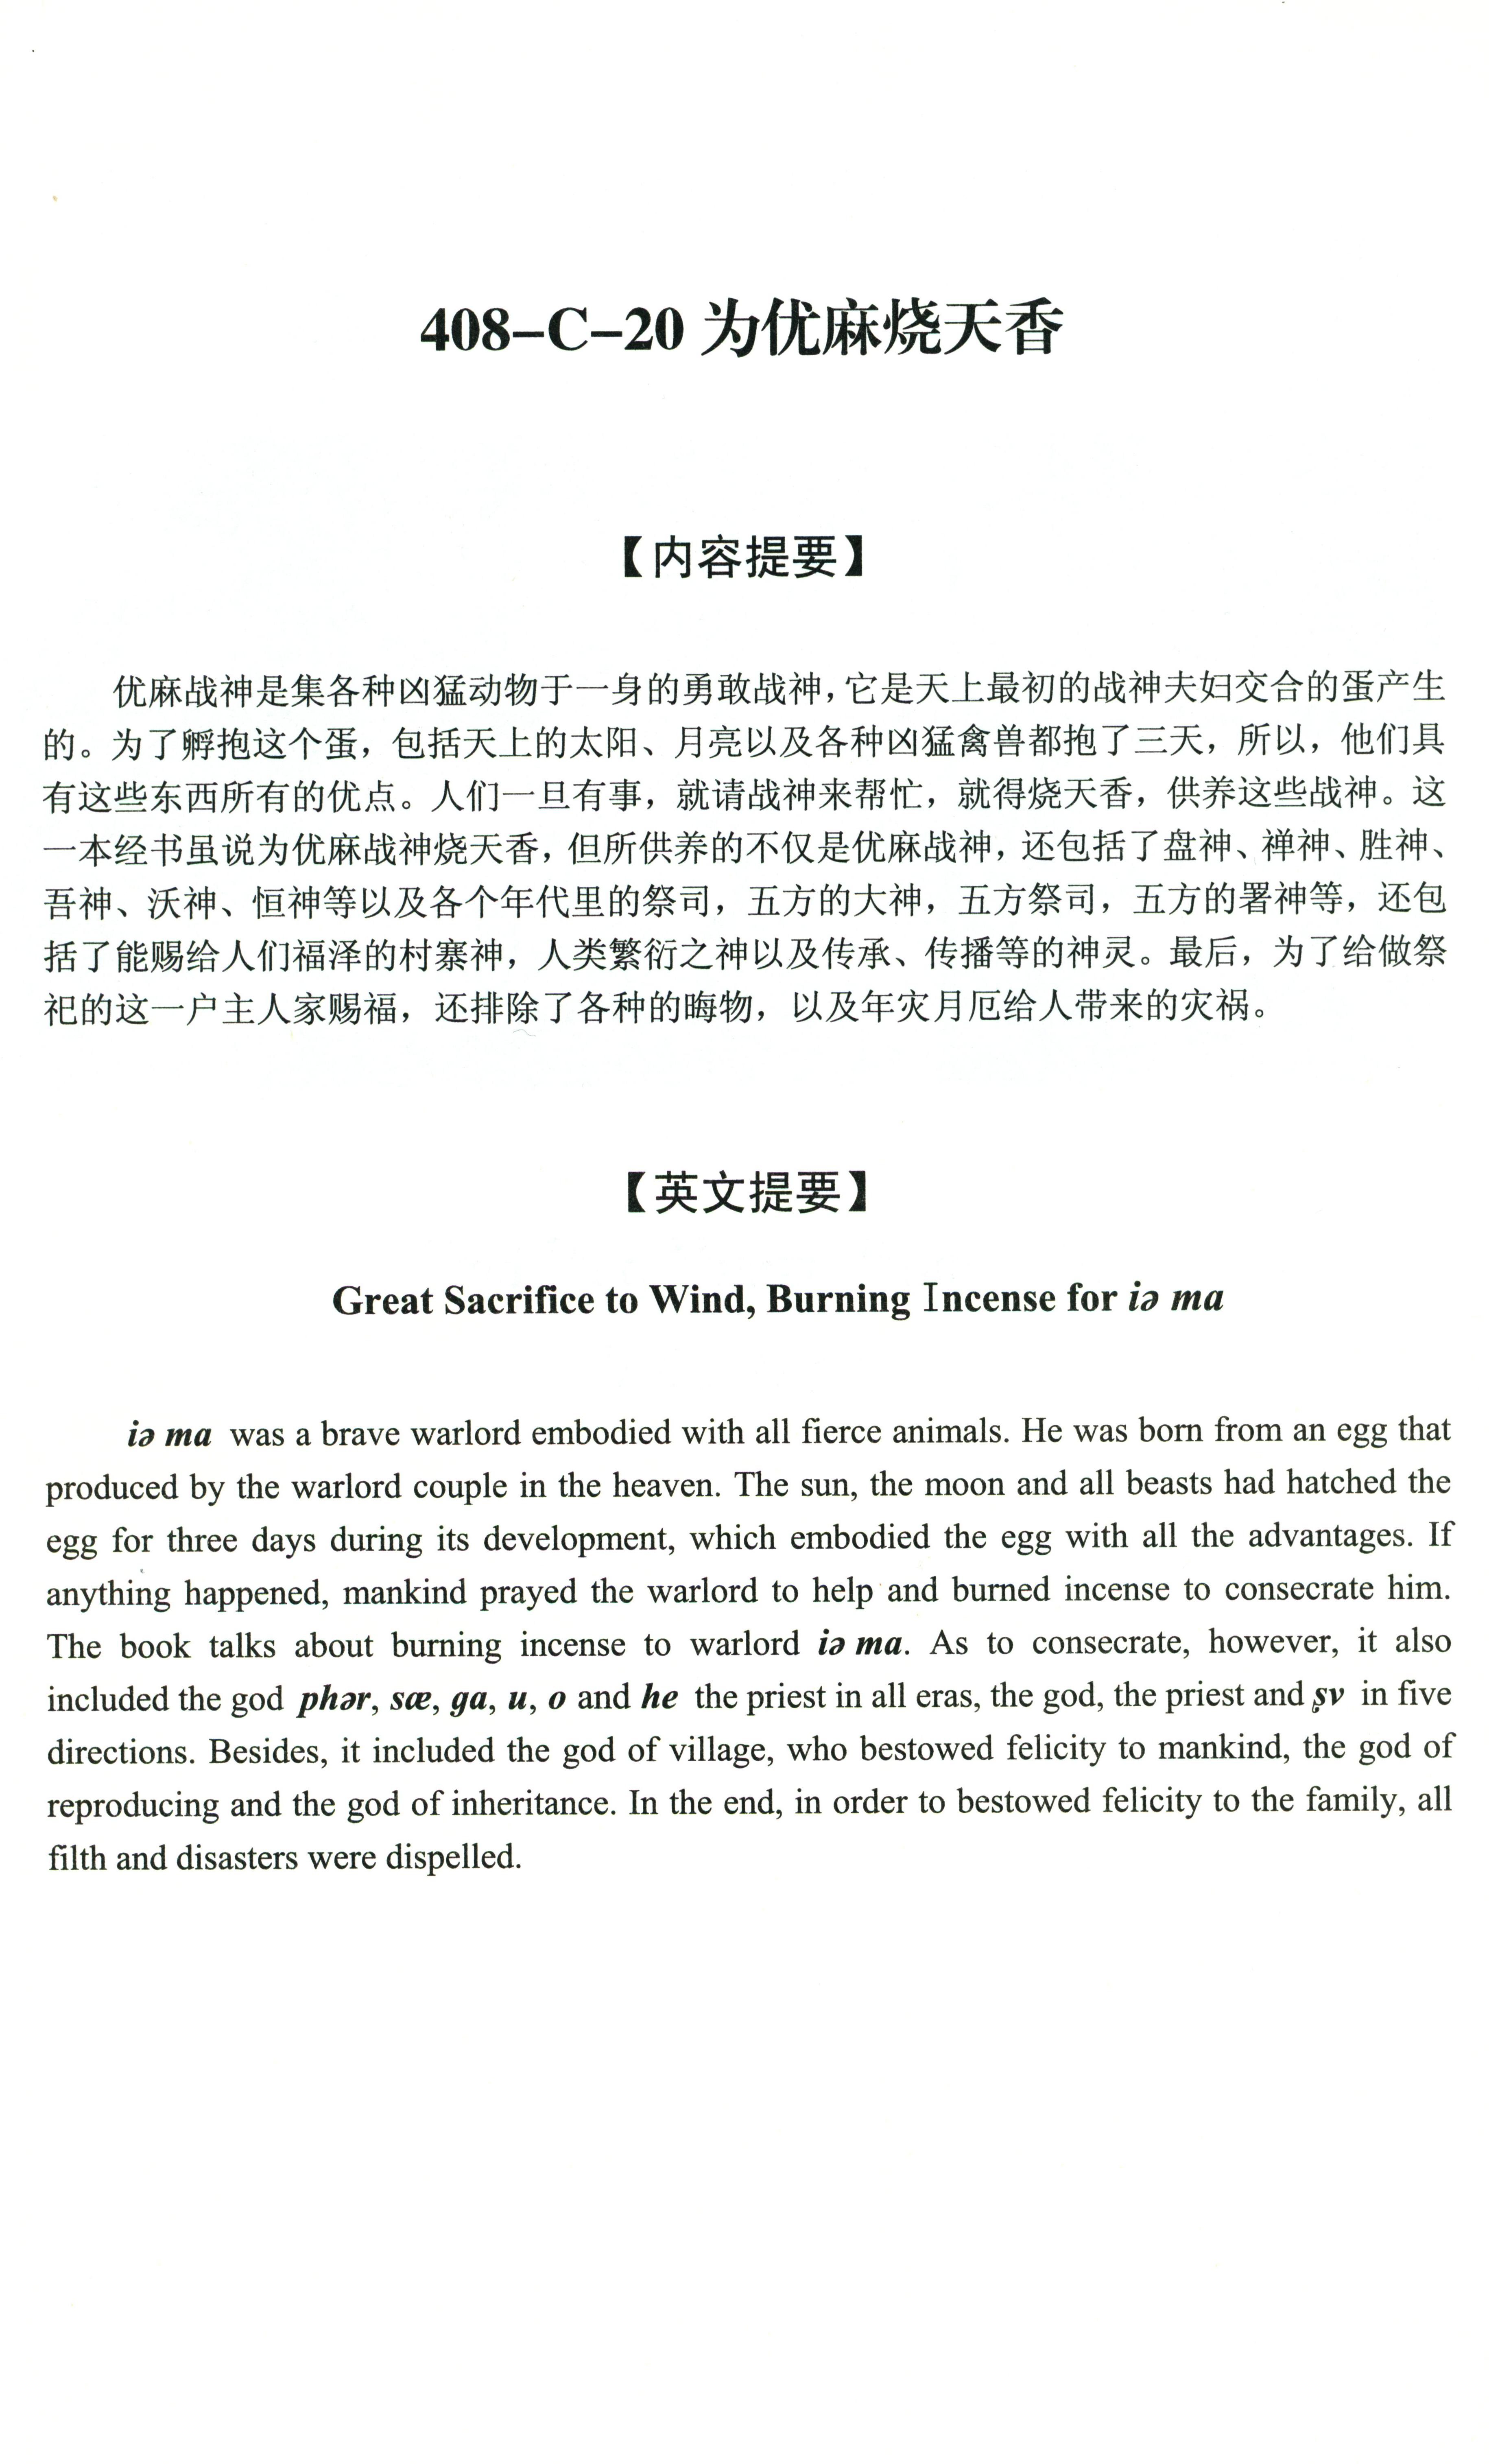 408-C-20 为优麻烧天香
【内容提要】
优麻战神是集各种凶猛动物于一身的勇敢战神，它是天上最初的战神夫妇交合的蛋产生
的。为了孵抱这个蛋，包括天上的太阳、月亮以及各种凶猛禽兽都抱了三天，所以，他们具
有这些东西所有的优点。人们一旦有事，就请战神来帮忙，就得烧天香，供养这些战神。这
一本经书虽说为优麻战神烧天香，但所供养的不仅是优麻战神，还包括了盘神、禅神、胜神、
吾神、沃神、恒神等以及各个年代里的祭司，五方的大神，五方祭司，五方的署神等，还包
括了能赐给人们福泽的村寨神，人类繁衍之神以及传承、传播等的神灵。最后，为了给做祭
祀的这一户主人家赐福，还排除了各种的晦物，以及年灾月厄给人带来的灾祸。
【英文提要】
Great Sacrifice to Wind, Burning Incense for iə ma
iə ma was a brave warlord embodied with all fierce animals. He was born from an egg that
produced by the warlord couple in the heaven. The sun, the moon and all beasts had hatched the
egg for three days during its development, which embodied the egg with all the advantages. If
anything happened, mankind prayed the warlord to help and burned incense to consecrate him.
The book talks about burning incense to warlord iə ma. As to consecrate, however, it also
included the god phər, sæ, ga, u, o and he the priest in all eras, the god, the priest and ʂv in five
directions. Besides, it included the god of village, who bestowed felicity to mankind, the god of
reproducing and the god of inheritance. In the end, in order to bestowed felicity to the family, all
filth and disasters were dispelled.